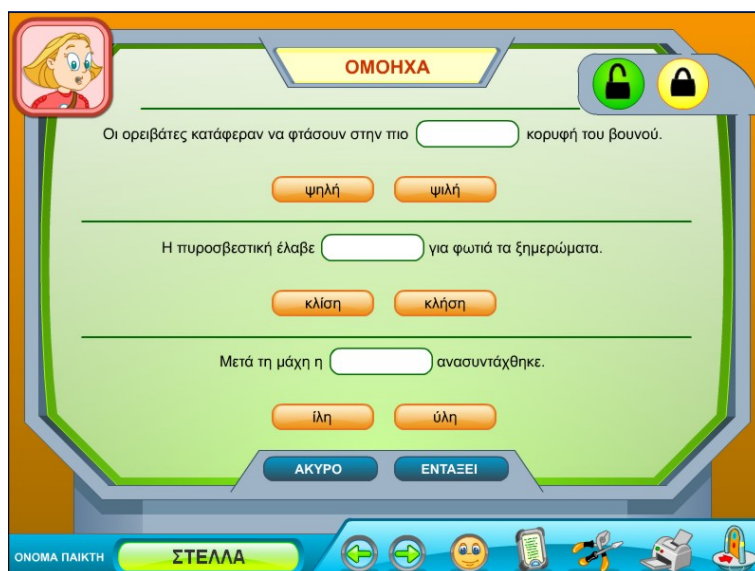 ΟΜΟΗΧΑ
Οι ορειβάτες κατάφεραν να φτάσουν στην πιο κορυφή του βουνού.
ψηλή ψιλή
Η πυροσβεστική έλαβε για φωτιά τα ξημερώματα.
κλίση κλήση
Μετά τη μάχη η ανασυντάχθηκε.
ίλη ύλη
ΑΚΥΡΟ ΕΝΤΑΞΕΙ
ΟΝΟΜΑ ΠΑΙΚΤΗ ΣΤΕΛΛΑ